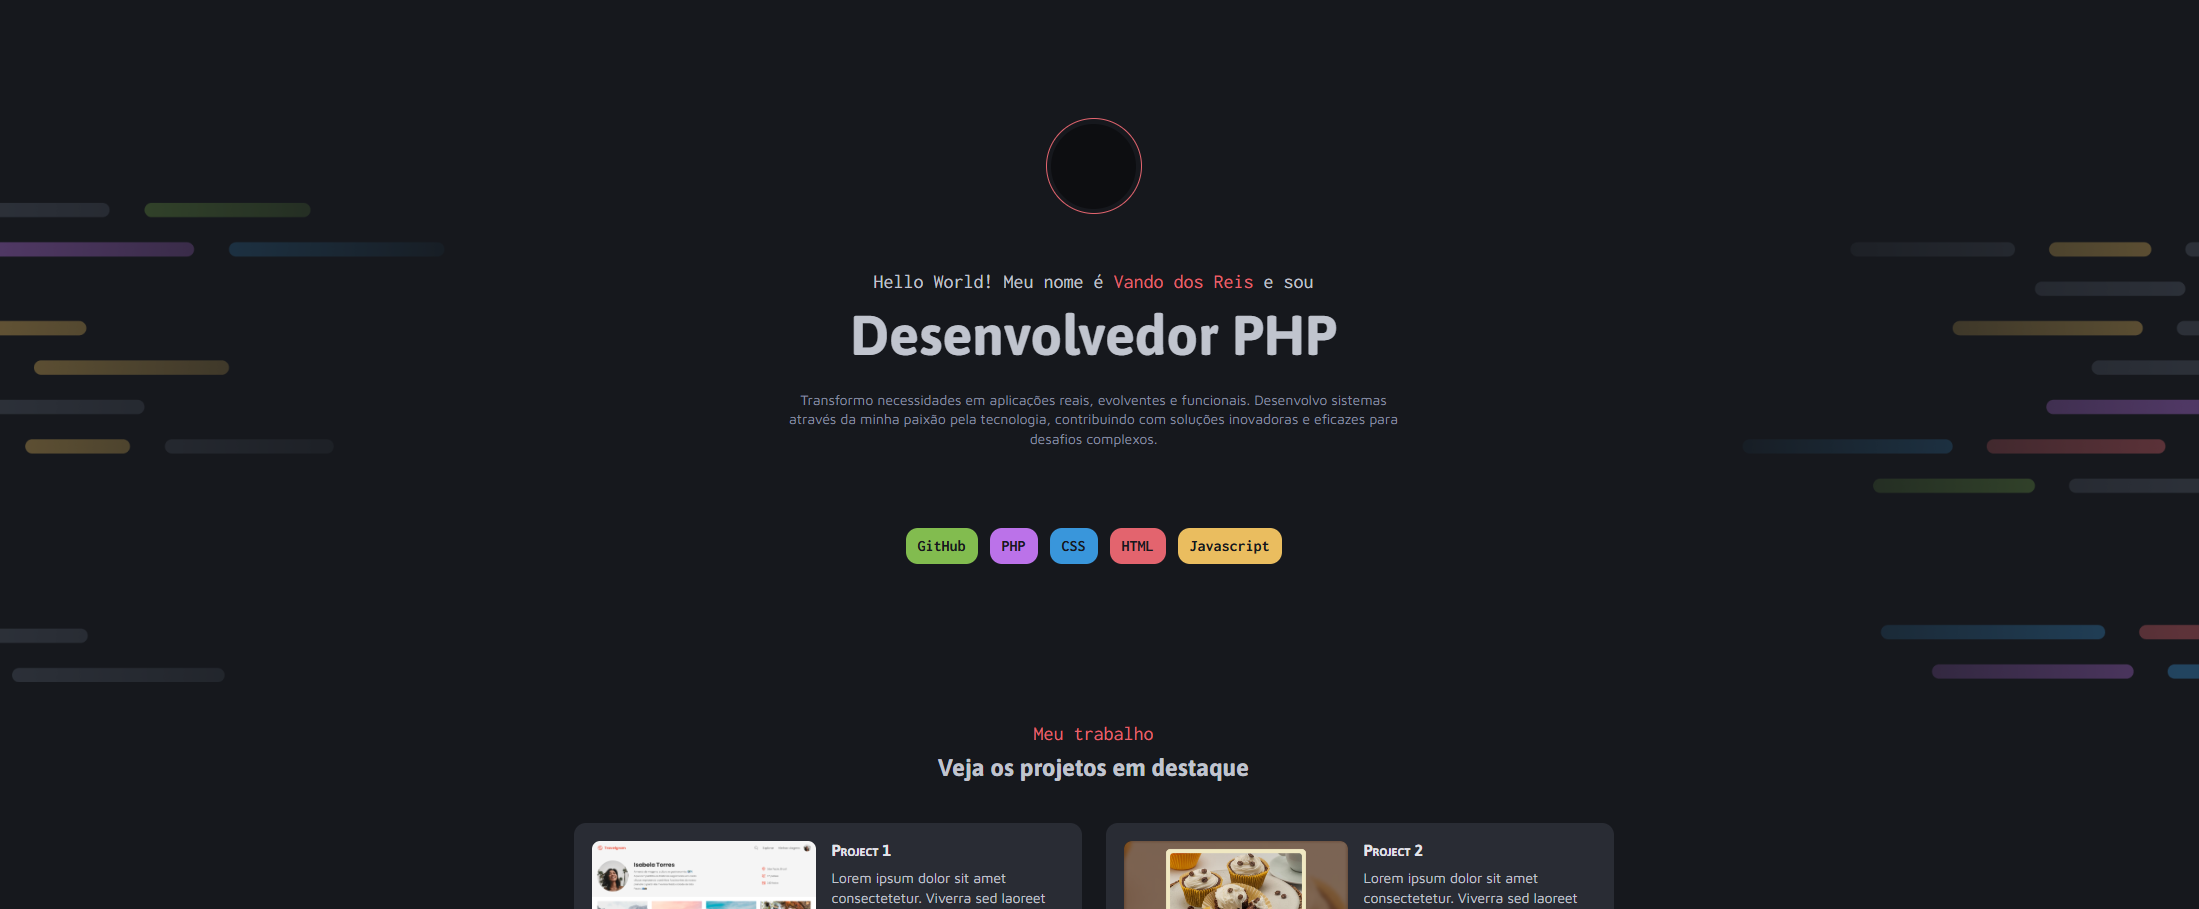 Hello World! Meu nome é Vando dos Reis e sou
Desenvolvedor PHP
Transformo necessidades em aplicações reais, evolventes e funcionais. Desenvolvo sistemas
através da minha paixão pela tecnologia, contribuindo com soluções inovadoras e eficazes para
desafios complexos.
GitHub PHP CSS HTML Javascript
Meu trabalho
Veja os projetos em destaque
Project 1
Lorem ipsum dolor sit amet
consectetetur. Viverra sed laoreet
Isabela Torres
Project 2
Lorem ipsum dolor sit amet
consectetetur. Viverra sed laoreet